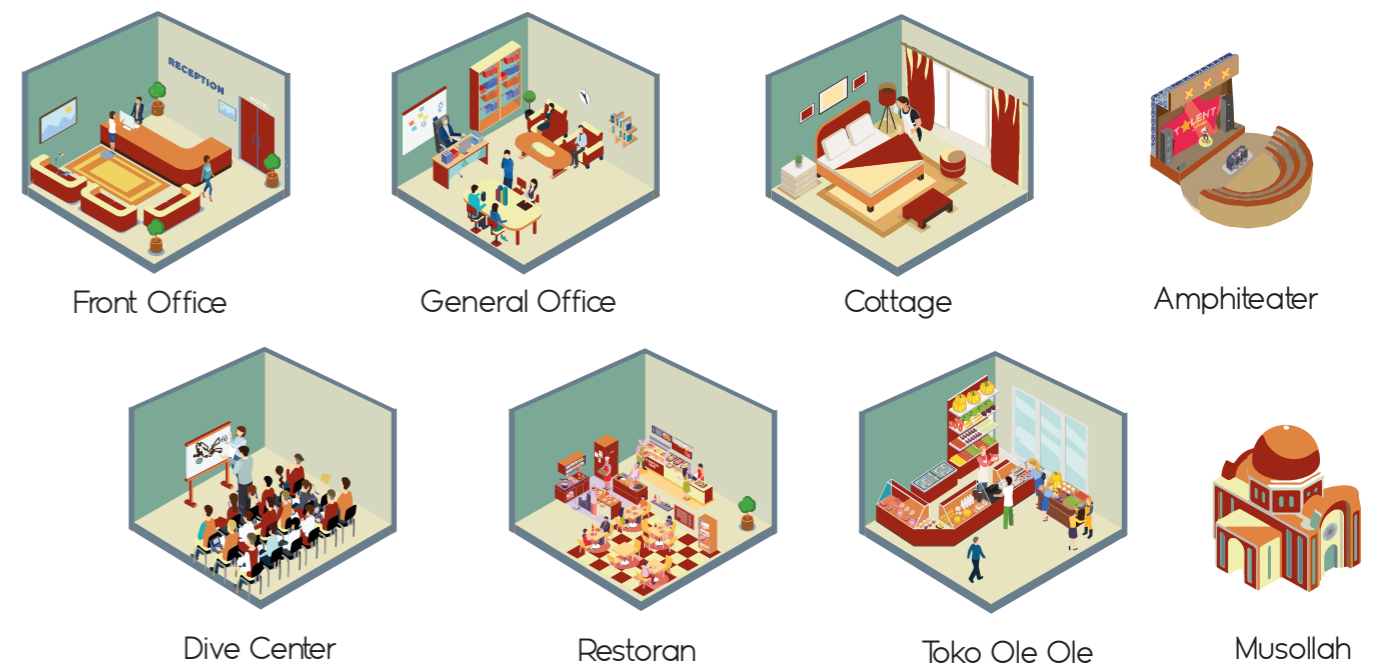 RECEPTION
TALENT
Front Office
General Office
Cottage
Amphiteater
Dive Center
Restoran
Toko Ole Ole
Musollah